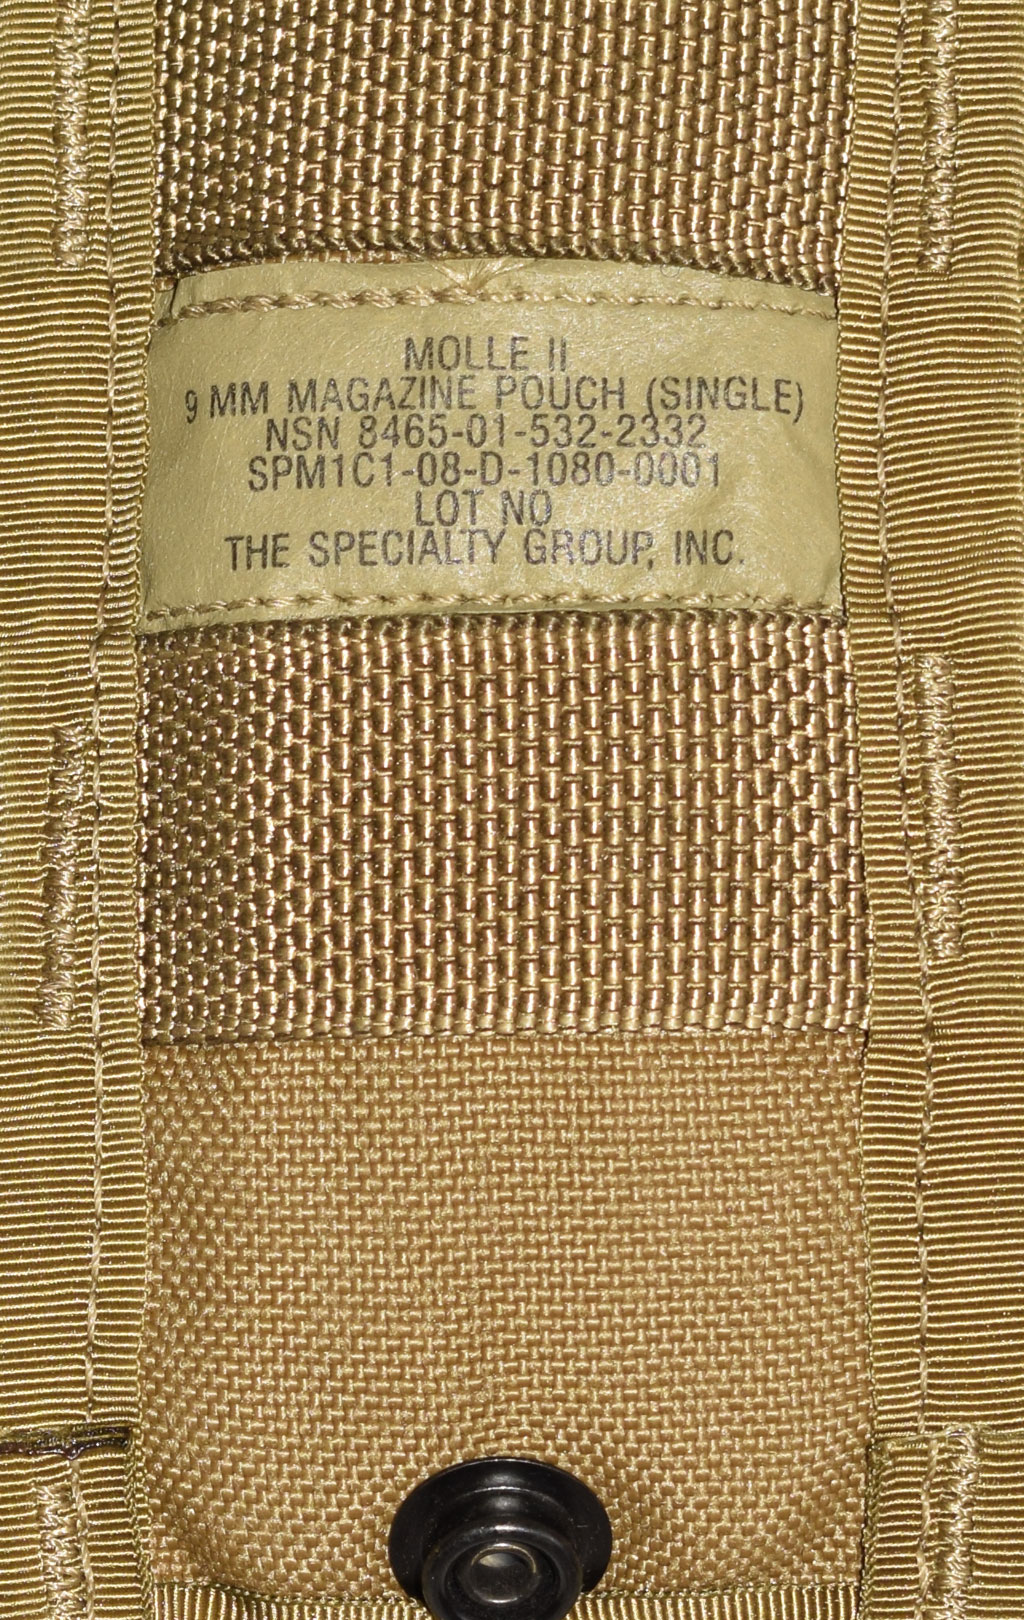 MOLLE II
9 MM MAGAZINE POUCH (SINGLE)
NSN 8465-01-532-2332
SPM1C1-08-D-1080-0001
LOT NO
THE SPECIALTY GROUP, INC.